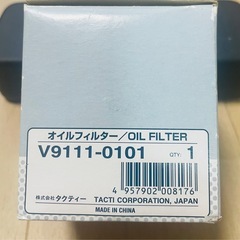 オイルフィルター/OIL FILTER
V9111-0101 QTY: 1
4 957902 008176
株式会社 タクティー TACTI CORPORATION, JAPAN
MADE IN CHINA